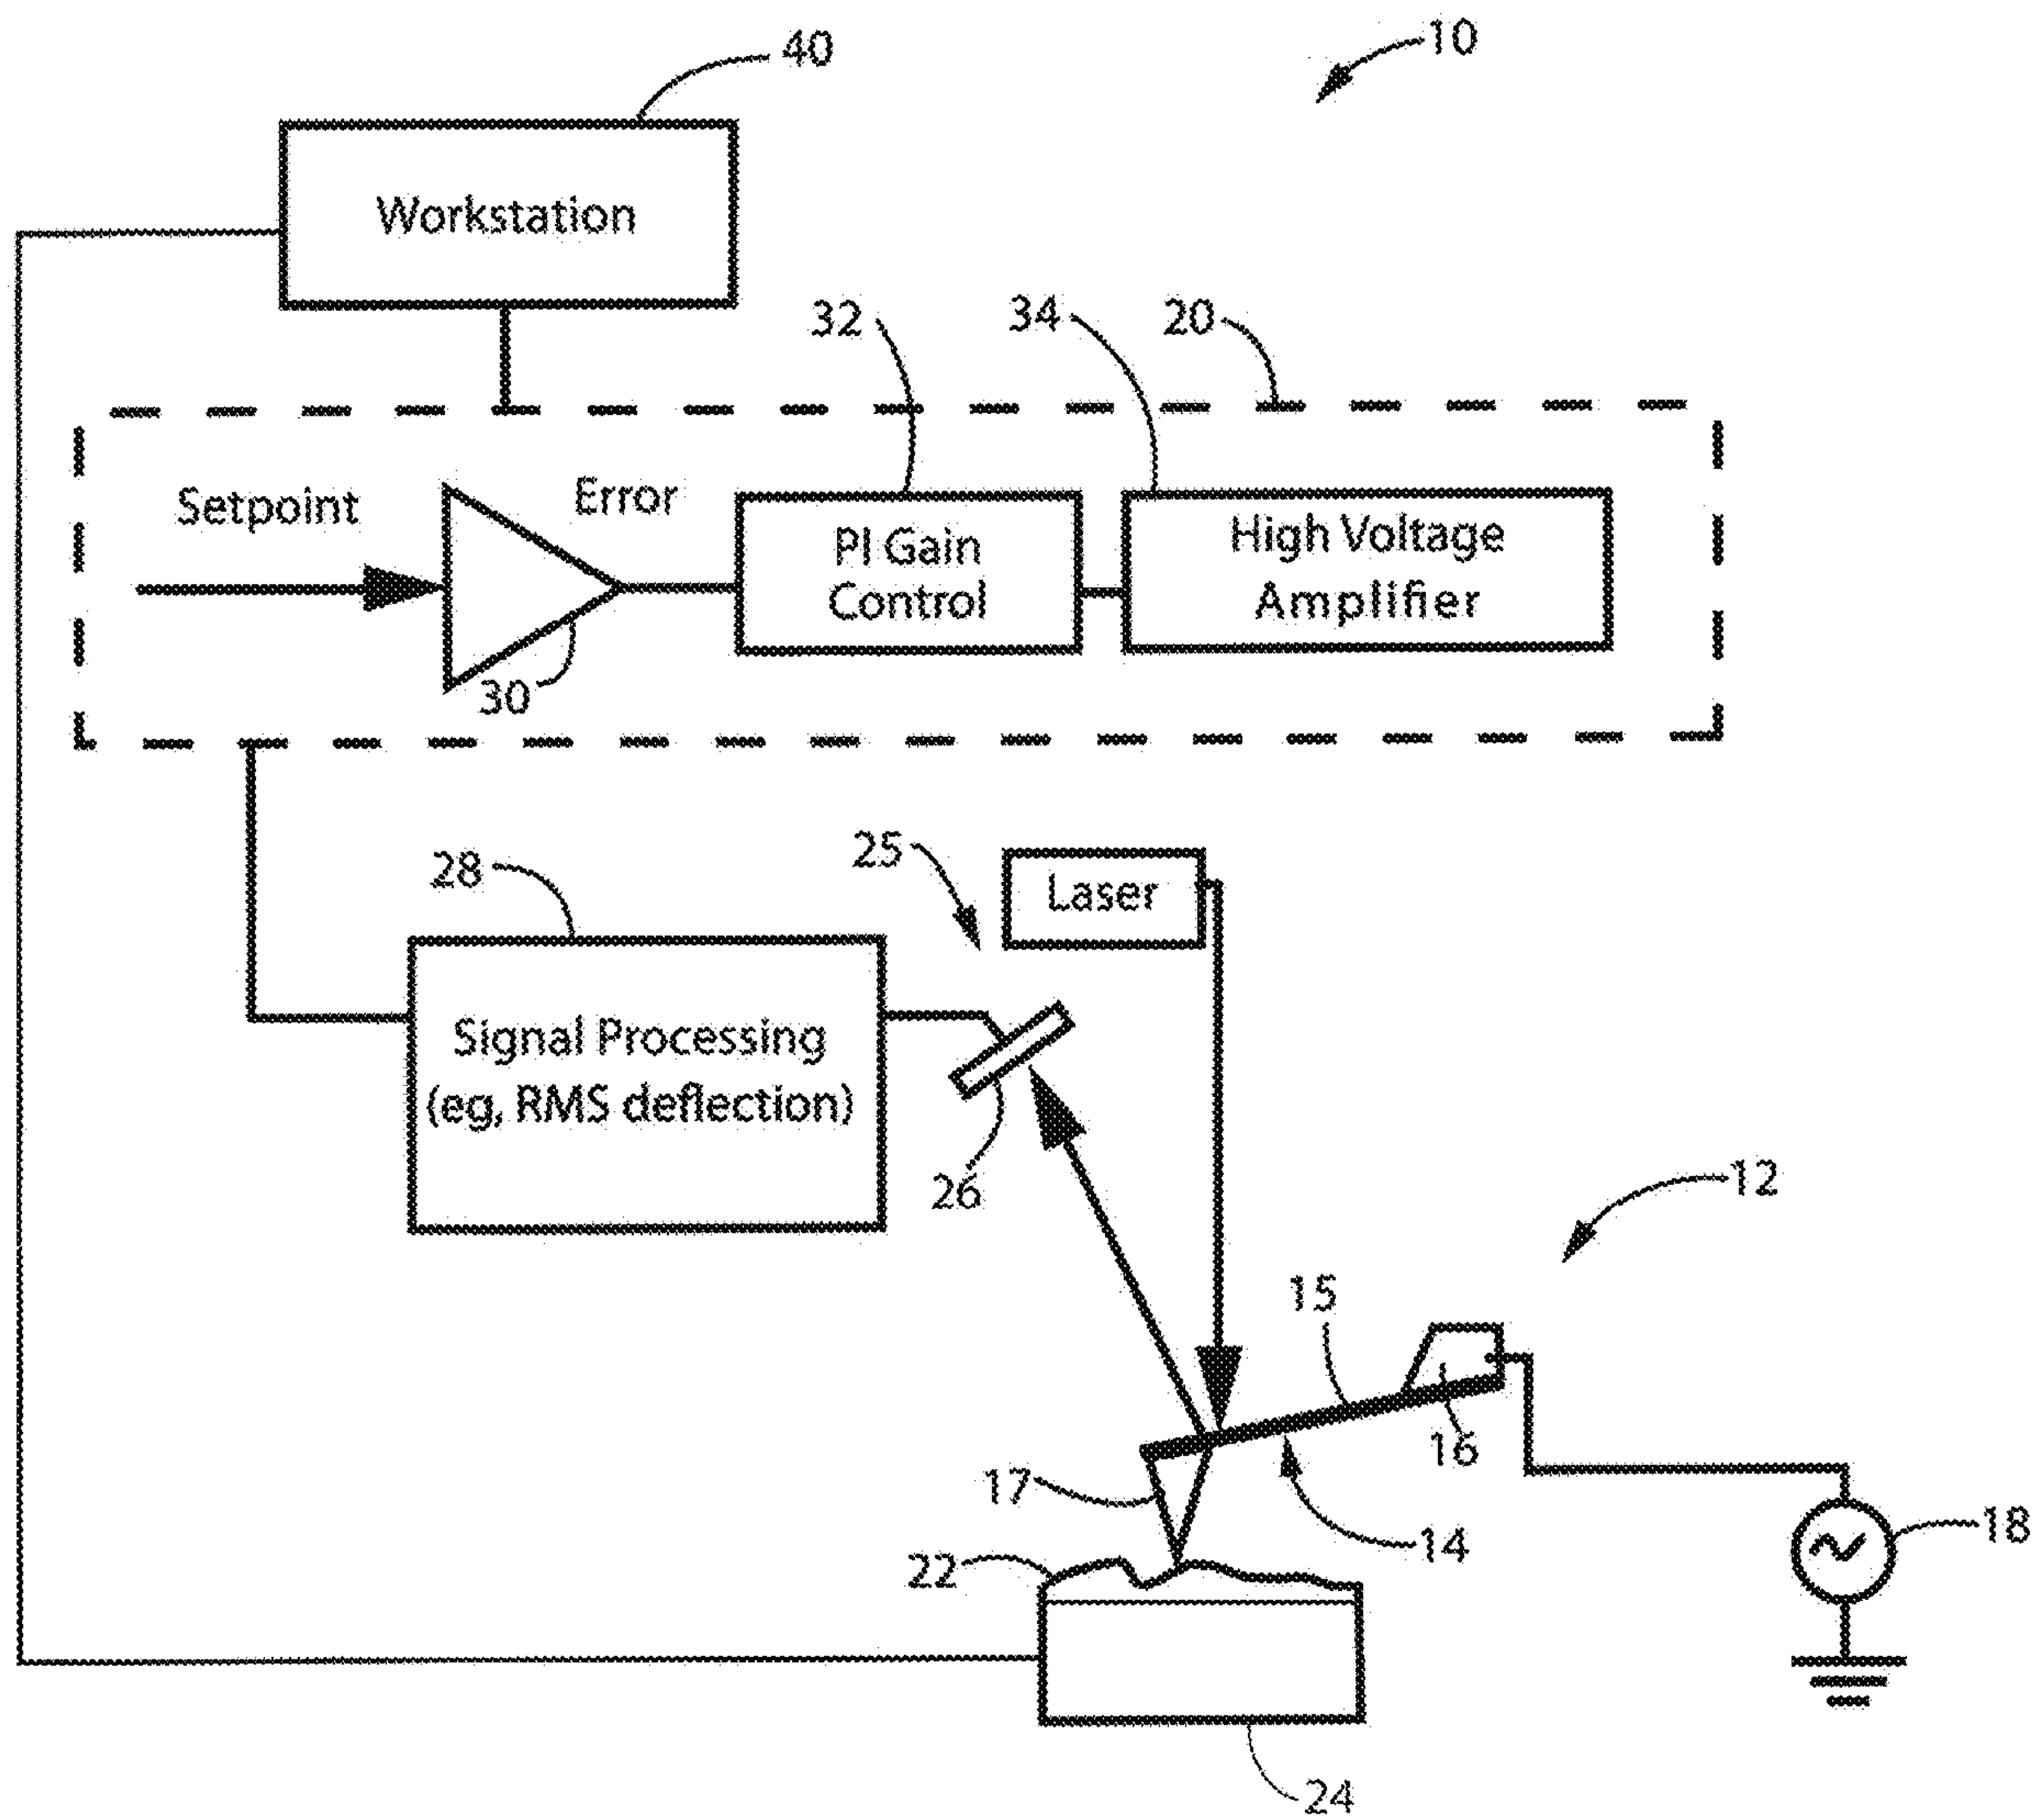 40
10
Workstation
32
34
20
Setpoint
Error
PI Gain
Control
High Voltage
Amplifier
30
25
Laser
28
Signal Processing
(eg, RMS deflection)
26
12
15
16
17
14
18
22
24